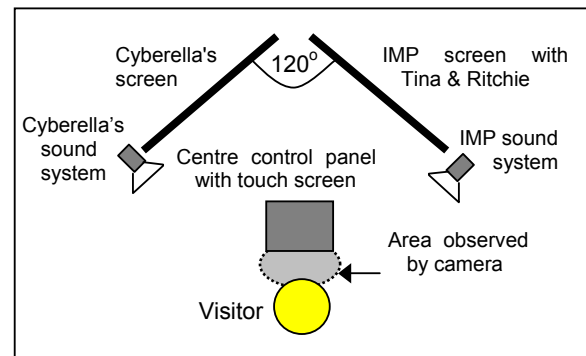 Cyberella's
screen
120°
IMP screen with
Tina & Ritchie
Cyberella's
sound
system
Centre control panel
with touch screen
IMP sound
system
Area observed
by camera
Visitor